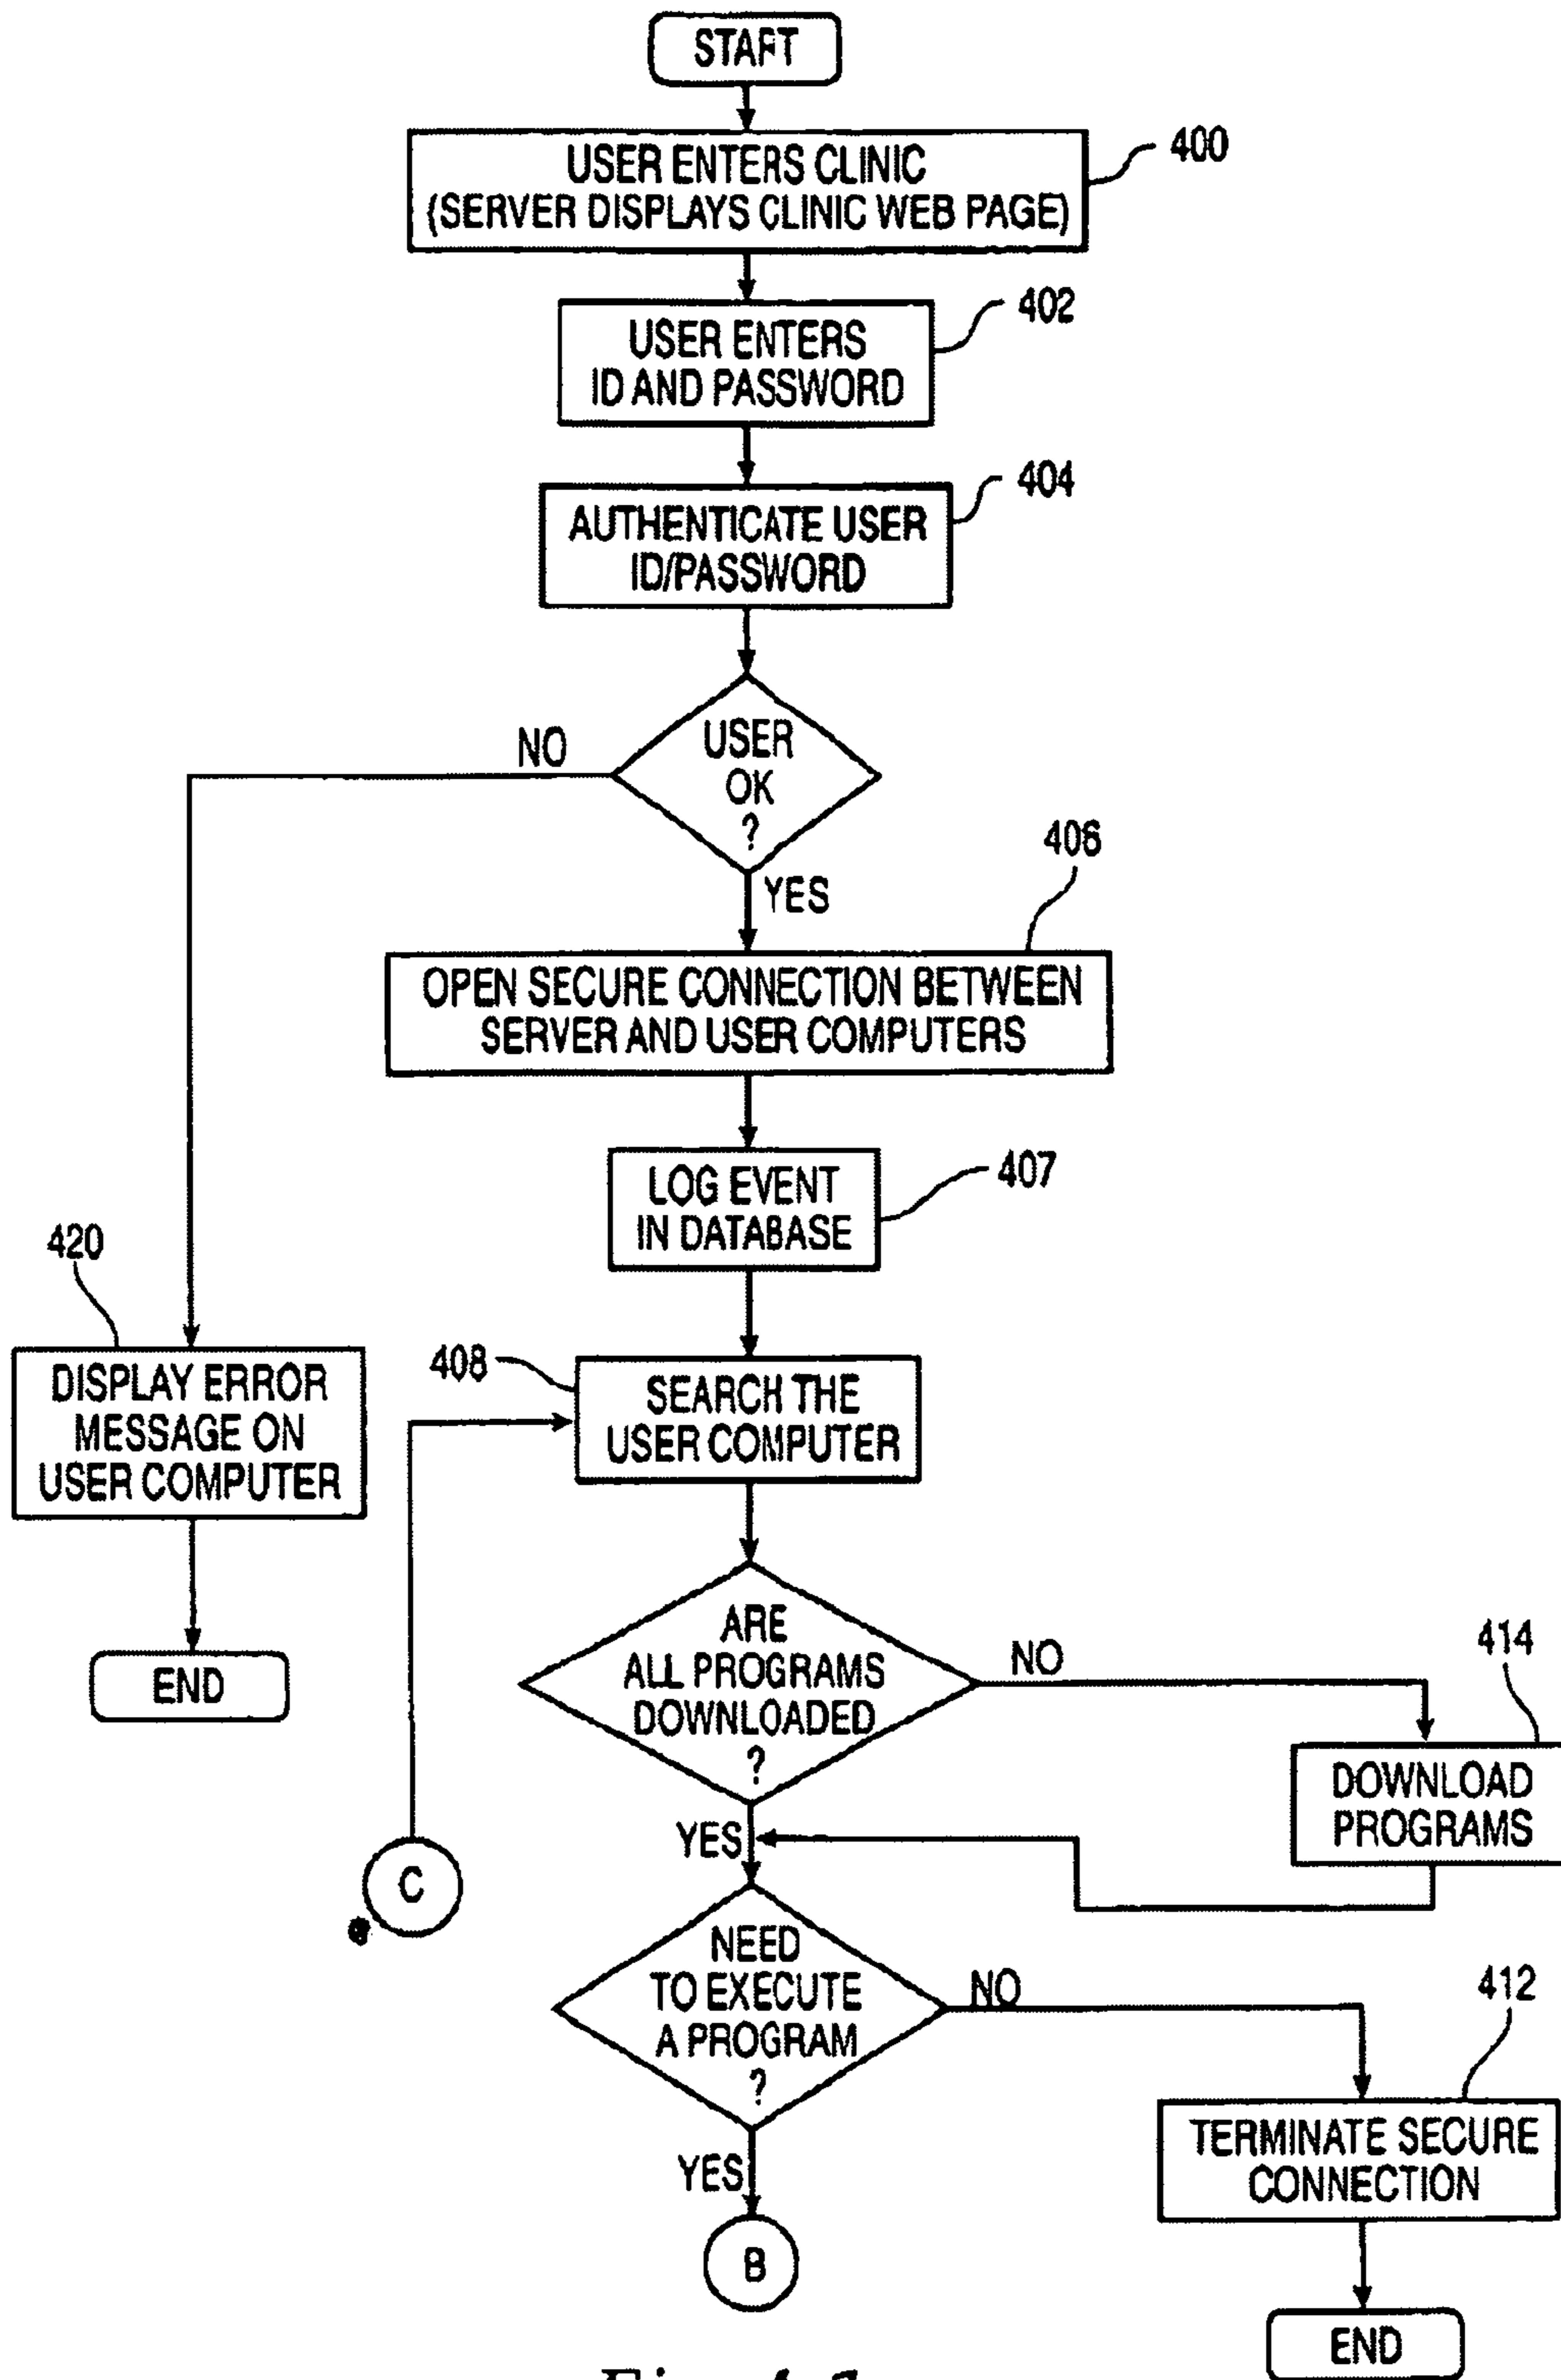 START
USER ENTERS CLINIC
(SERVER DISPLAYS CLINIC WEB PAGE)
400
USER ENTERS
ID AND PASSWORD
402
AUTHENTICATE USER
ID/PASSWORD
404
USER
OK
?
NO
YES
406
OPEN SECURE CONNECTION BETWEEN
SERVER AND USER COMPUTERS
LOG EVENT
IN DATABASE
407
420
DISPLAY ERROR
MESSAGE ON
USER COMPUTER
END
408
SEARCH THE
USER COMPUTER
ARE
ALL PROGRAMS
DOWNLOADED
?
NO
414
DOWNLOAD
PROGRAMS
YES
C
NEED
TO EXECUTE
A PROGRAM
?
NO
412
TERMINATE SECURE
CONNECTION
YES
B
END